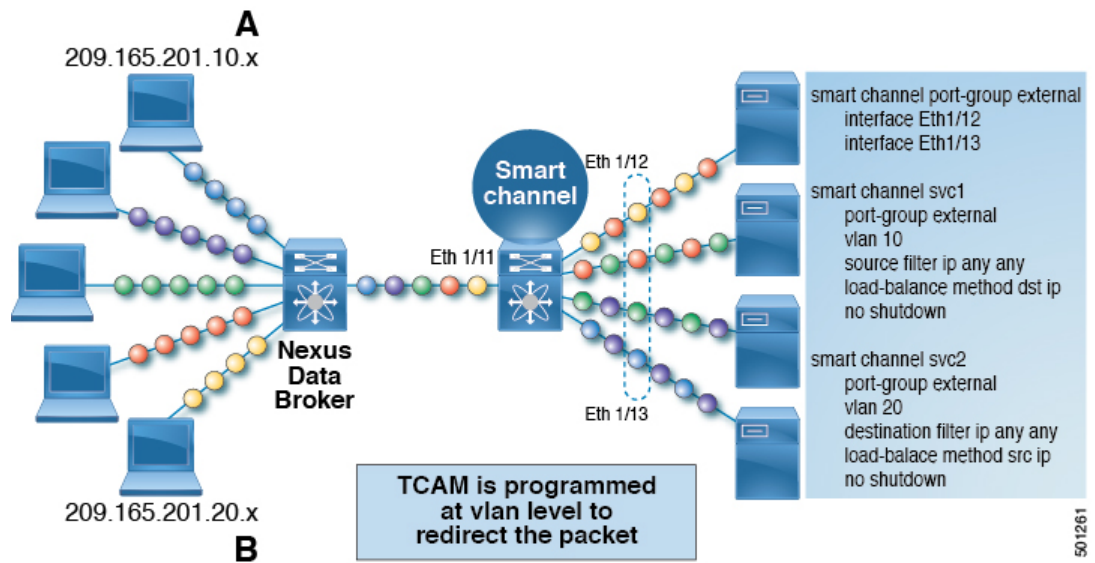 A
209.165.201.10.x
Smart
channel
Eth 1/12
Eth 1/11
Nexus
Data
Broker
Eth 1/13
209.165.201.20.x
B
TCAM is programmed
at vlan level to
redirect the packet
smart channel port-group external
interface Eth1/12
interface Eth1/13
smart channel svc1
port-group external
vlan 10
source filter ip any any
load-balance method dst ip
no shutdown
smart channel svc2
port-group external
vlan 20
destination filter ip any any
load-balace method src ip
no shutdown
501261